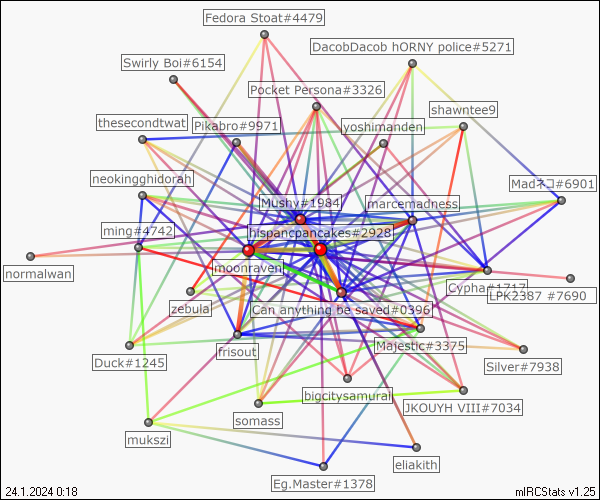 Fedora Stoat#4479
DacobDacob hORNY police#5271
Swirly Boi#6154
Pocket Persona#3326
shawntee9
thesecondtwat
Pikabro#9971
yoshimanden
neokingghidorah
Madネコ#6901
Mushy#1984
marcemadness
ming#4742
hispanicpancakes#2928
moonraven
normalwan
Cypha#1717
LPK2387 #7690
zebula
Can anything be saved#0396
frisout
Majestic#3375
Duck#1245
Silver#7938
bigcitysamurai
JKOUYH VIII#7034
somass
mukszi
eliakith
Eg.Master#1378
24.1.2024 0:18
mIRCStats v1.25